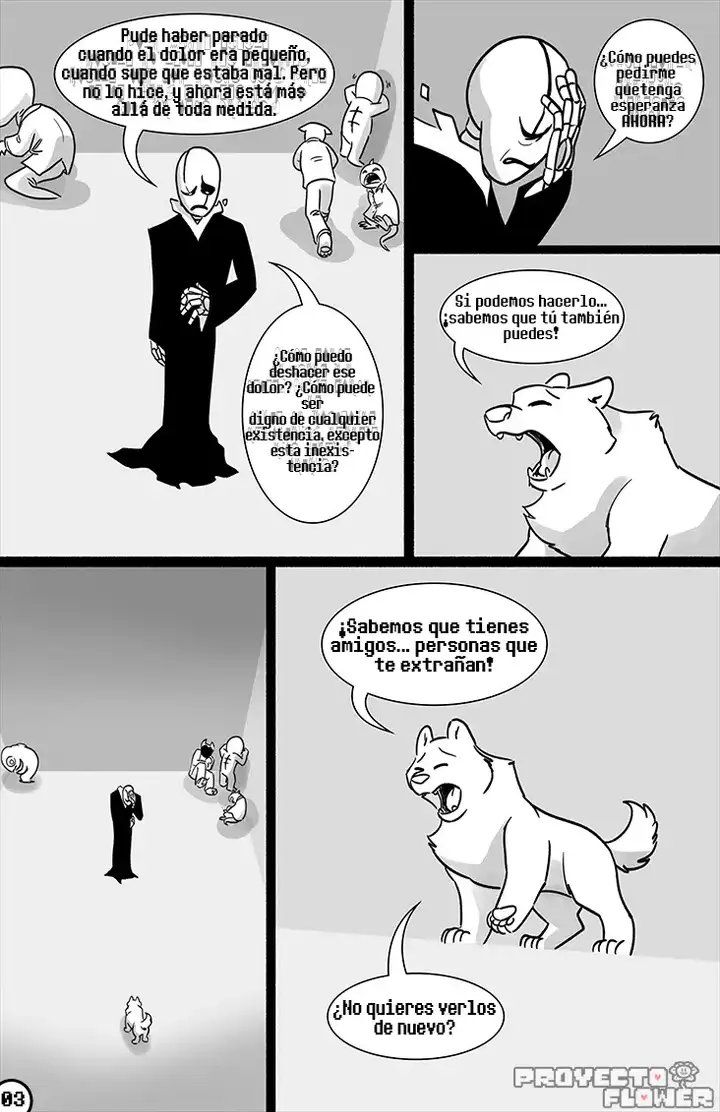 Pude haber parado
cuando el dolor era pequeño,
cuando supe que estaba mal. Pero
no lo hice, y ahora está más
allá de toda medida.
¿Cómo puedo
deshacer ese
dolor? ¿Cómo puede
ser
digno de cualquier
existencia, excepto
esta inexis-
tencia?
¿Cómo puedes
pedirme
quetenga
esperanza
AHORA?
Si podemos hacerlo...
¡sabemos que tú también
puedes!
¡Sabemos que tienes
amigos... personas que
te extrañan!
¿No quieres verlos
de nuevo?
03
PROYECTO
FLOWER